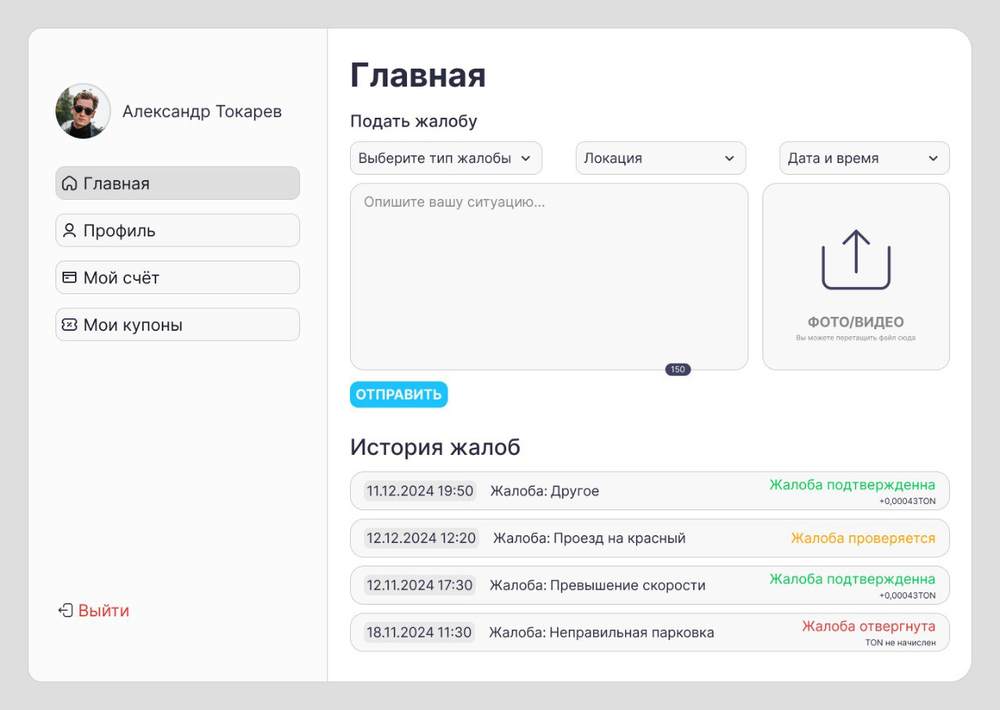 Александр Токарев
Главная
Профиль
Мой счёт
Мои купоны
Выйти
Главная
Подать жалобу
Выберите тип жалобы
Локация
Дата и время
Опишите вашу ситуацию...
150
ФОТО/ВИДЕО
Вы можете перетащить файл сюда
ОТПРАВИТЬ
История жалоб
11.12.2024 19:50 Жалоба: Другое Жалоба подтвержденна
+0,00043TON
12.12.2024 12:20 Жалоба: Проезд на красный Жалоба проверяется
12.11.2024 17:30 Жалоба: Превышение скорости Жалоба подтвержденна
+0,00043TON
18.11.2024 11:30 Жалоба: Неправильная парковка Жалоба отвергнута
TON не начислен